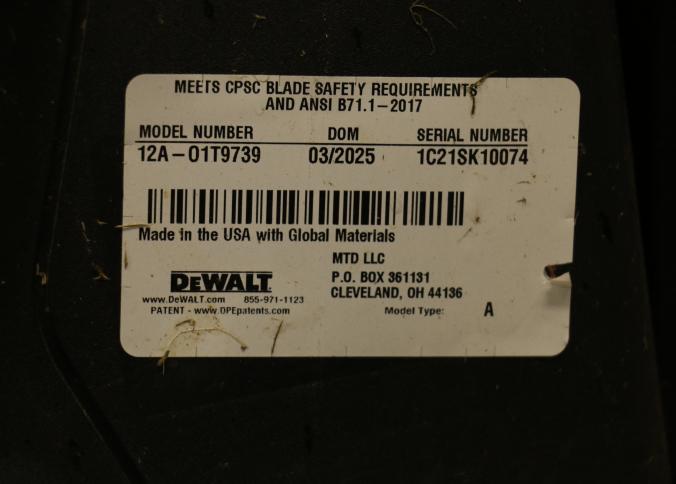 MEETS CPSC BLADE SAFETY REQUIREMENTS
AND ANSI B71.1-2017
MODEL NUMBER DOM SERIAL NUMBER
12A-01T9739 03/2025 1C21SK10074
Made in the USA with Global Materials
MTD LLC
P.O. BOX 361131
CLEVELAND, OH 44136
DEWALT
www.DeWALT.com 855-971-1123
PATENT - www.DPEpatents.com
Model Type: A